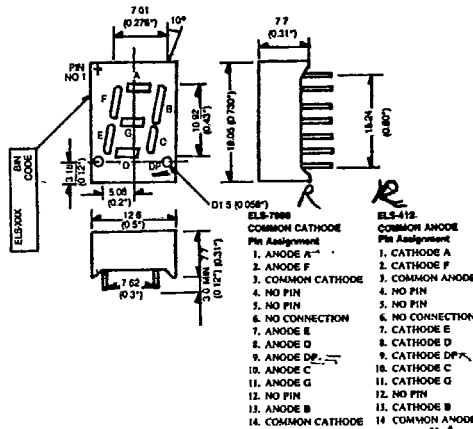 7.01
(0.276")
10°
7.7
(0.31")
PIN
NO 1
A
F
B
G
E
C
D
DP
10.92
(0.43")
18.05 (0.730")
15.24
(0.60")
BIN
CODE
ELS-XXX
3.18
(0.12")
5.08
(0.2")
D1 5 (0.058")
12.6
(0.5")
7.7
(0.31")
3.0 MIN
(0.12")
7.62
(0.3")
R
COMMON CATHODE
Pin Assignment
1. ANODE A
2. ANODE F
3. COMMON CATHODE
4. NO PIN
5. NO PIN
6. NO CONNECTION
7. ANODE E
8. ANODE D
9. ANODE DP
10. ANODE C
11. ANODE G
12. NO PIN
13. ANODE B
14. COMMON CATHODE
ELS-412-
COMMON ANODE
Pin Assignment
1. CATHODE A
2. CATHODE F
3. COMMON ANODE
4. NO PIN
5. NO PIN
6. NO CONNECTION
7. CATHODE E
8. CATHODE D
9. CATHODE DP
10. CATHODE C
11. CATHODE G
12. NO PIN
13. CATHODE B
14 COMMON ANODE